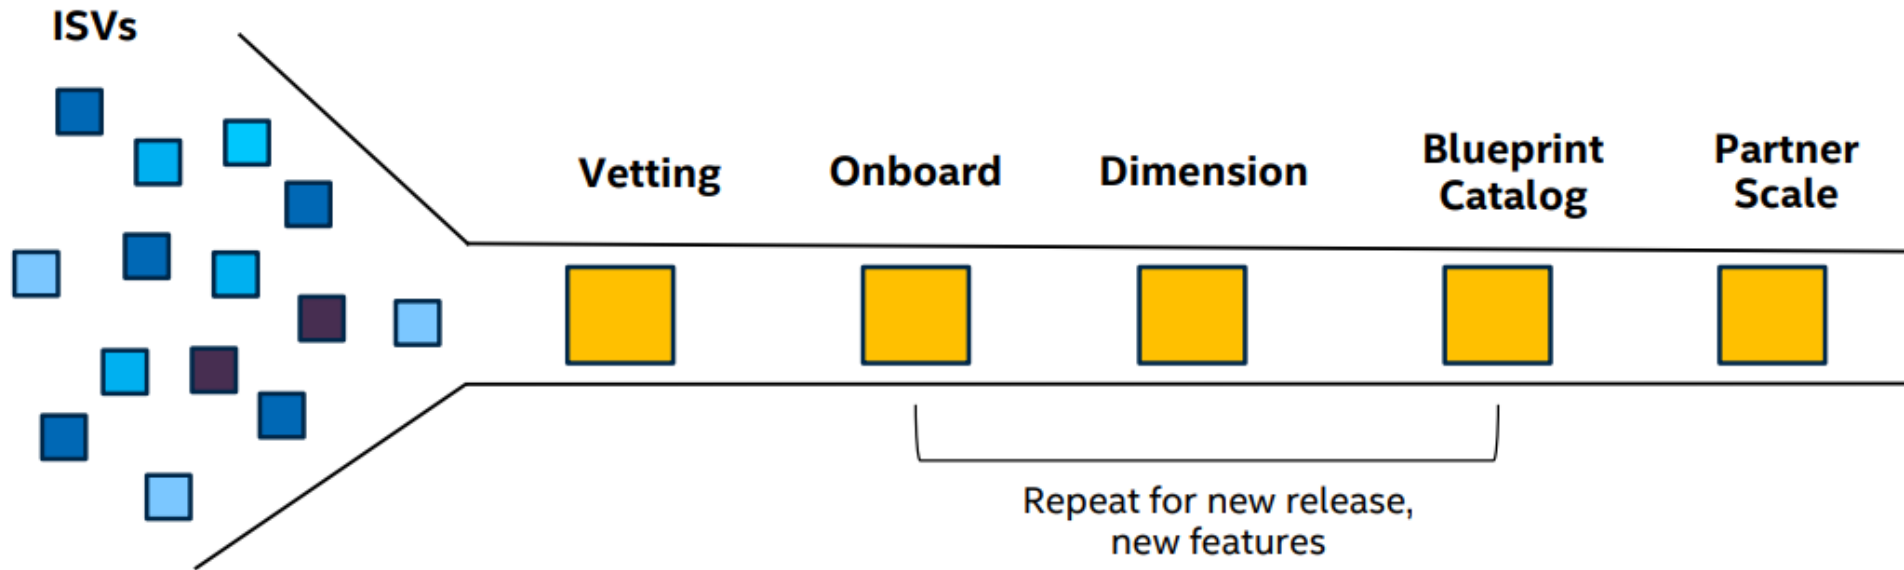 ISVs
Vetting
Onboard
Dimension
Blueprint
Catalog
Partner
Scale
Repeat for new release,
new features